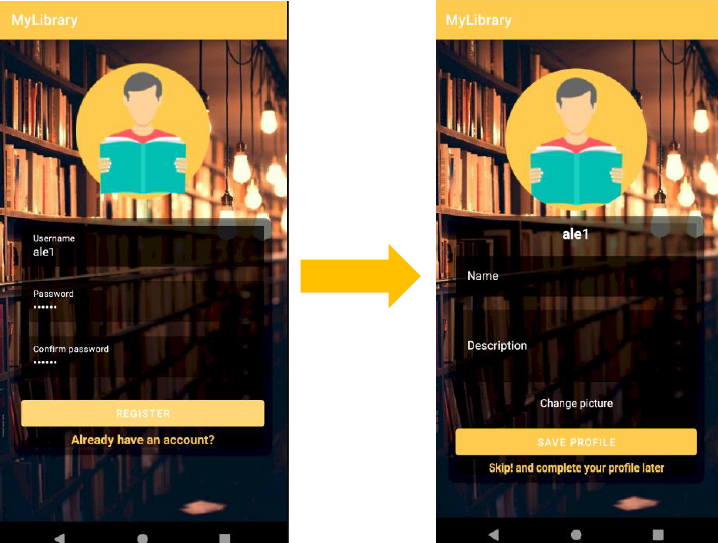 MyLibrary
Username
ale1
Password
••••••
Confirm password
••••••
REGISTER
Already have an account?
MyLibrary
ale1
Name
Description
Change picture
SAVE PROFILE
Skip! and complete your profile later